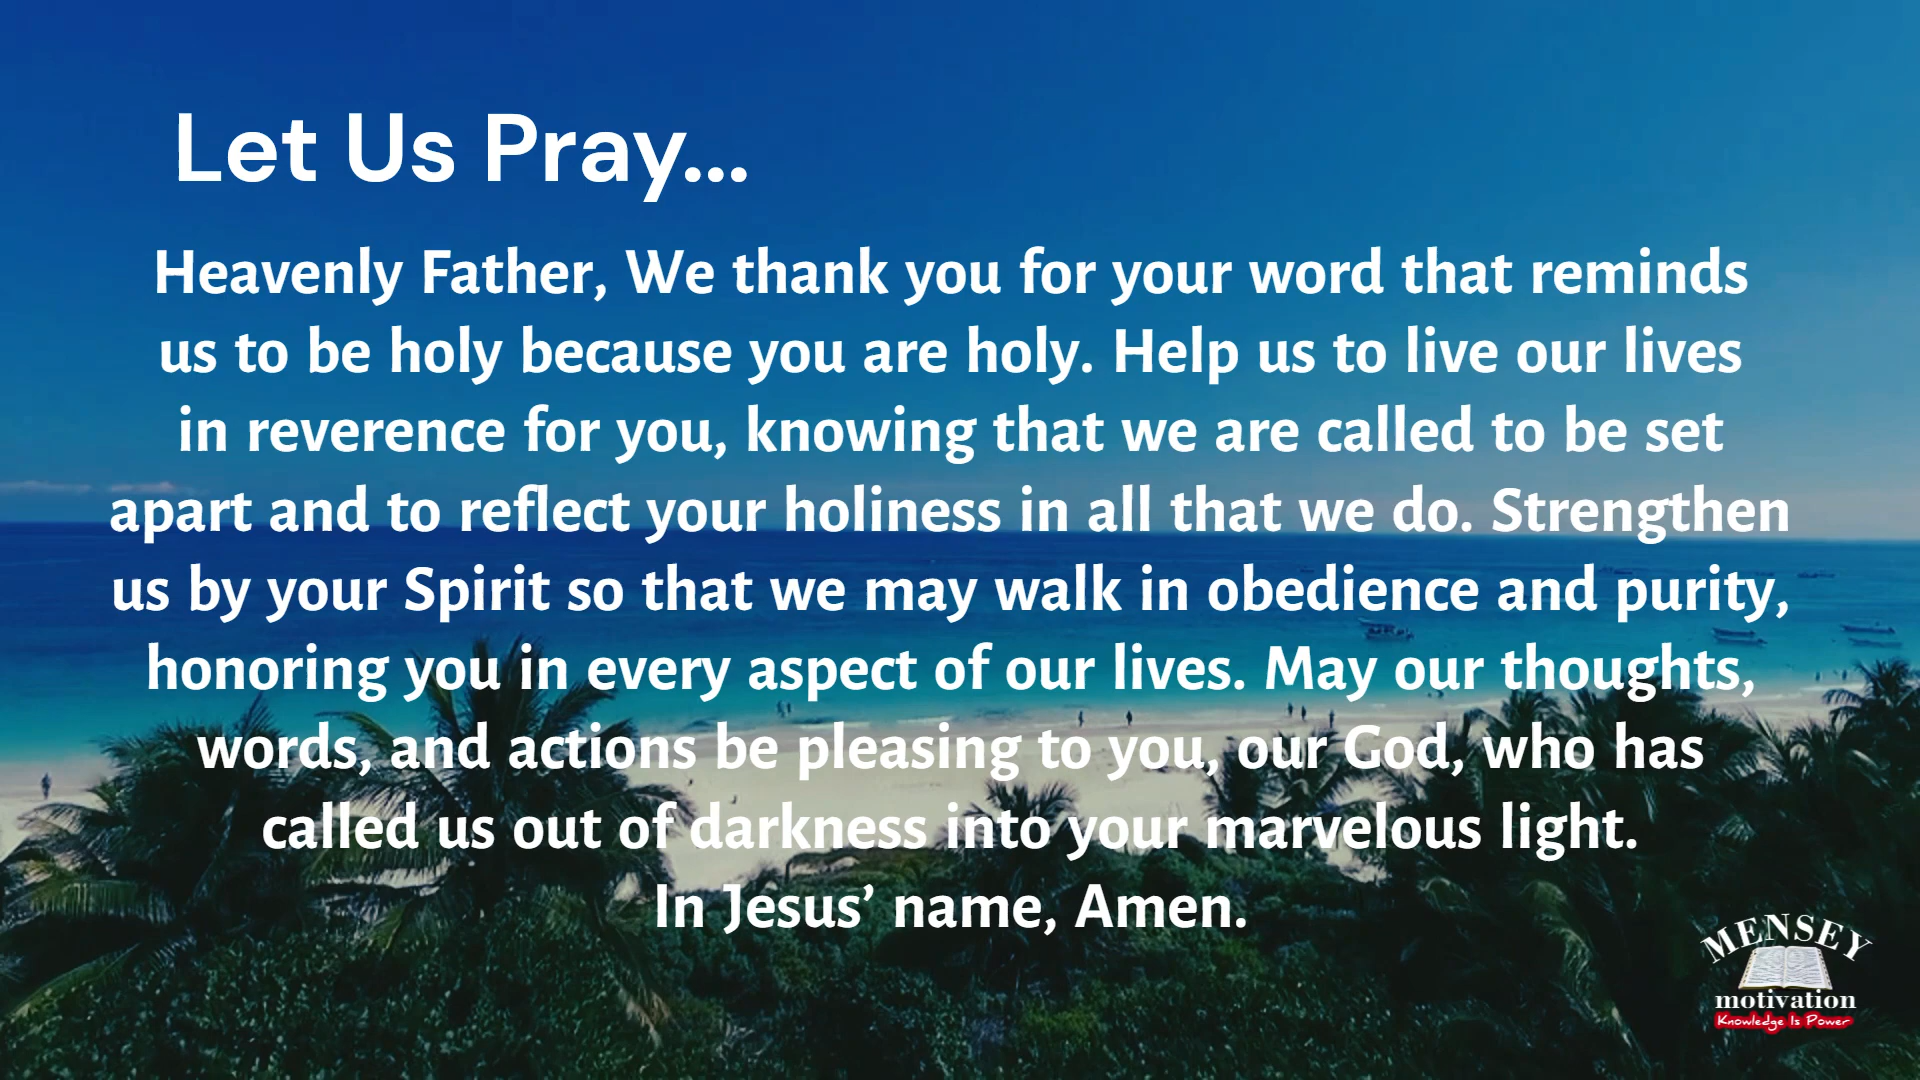 Let Us Pray...
Heavenly Father, We thank you for your word that reminds
us to be holy because you are holy. Help us to live our lives
in reverence for you, knowing that we are called to be set
apart and to reflect your holiness in all that we do. Strengthen
us by your Spirit so that we may walk in obedience and purity,
honoring you in every aspect of our lives. May our thoughts,
words, and actions be pleasing to you, our God, who has
called us out of darkness into your marvelous light.
In Jesus’ name, Amen.
MENSEY
motivation
Knowledge Is Power